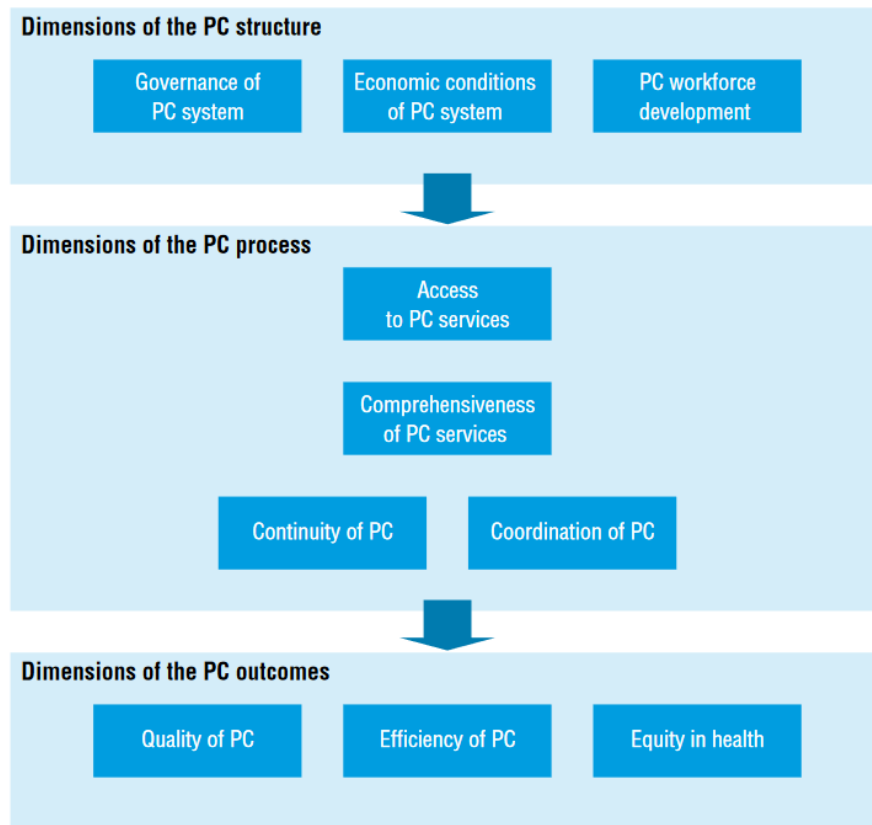 Dimensions of the PC structure
Governance of
PC system
Economic conditions
of PC system
PC workforce
development
Dimensions of the PC process
Access
to PC services
Comprehensiveness
of PC services
Continuity of PC
Coordination of PC
Dimensions of the PC outcomes
Quality of PC
Efficiency of PC
Equity in health